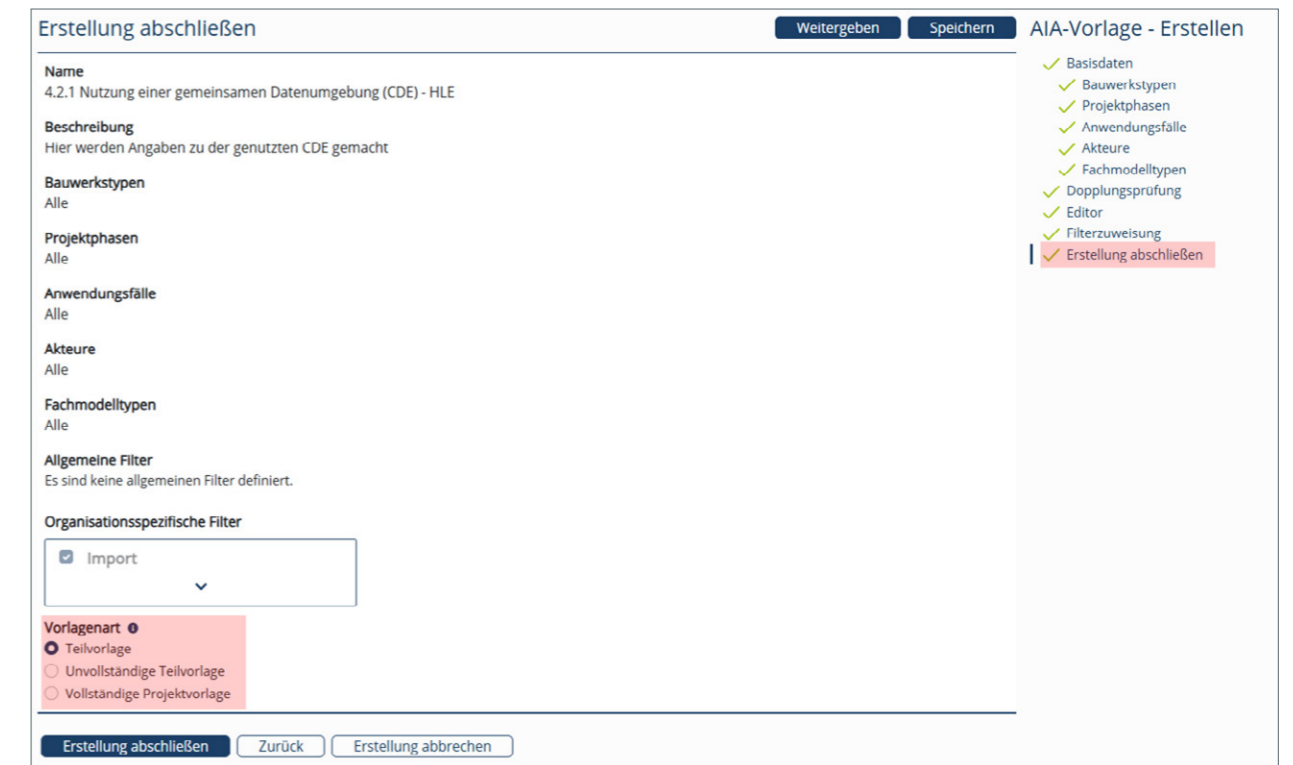 Erstellung abschließen
Weitergeben
Speichern
Name
4.2.1 Nutzung einer gemeinsamen Datenumgebung (CDE) - HLE
Beschreibung
Hier werden Angaben zu der genutzten CDE gemacht
Bauwerkstypen
Alle
Projektphasen
Alle
Anwendungsfälle
Alle
Akteure
Alle
Fachmodelltypen
Alle
Allgemeine Filter
Es sind keine allgemeinen Filter definiert.
Organisationsspezifische Filter
Import
Vorlagenart
Teilvorlage
Unvollständige Teilvorlage
Vollständige Projektvorlage
Erstellung abschließen
Zurück
Erstellung abbrechen
AIA-Vorlage - Erstellen
Basisdaten
Bauwerkstypen
Projektphasen
Anwendungsfälle
Akteure
Fachmodelltypen
Dopplungsprüfung
Editor
Filterzuweisung
Erstellung abschließen